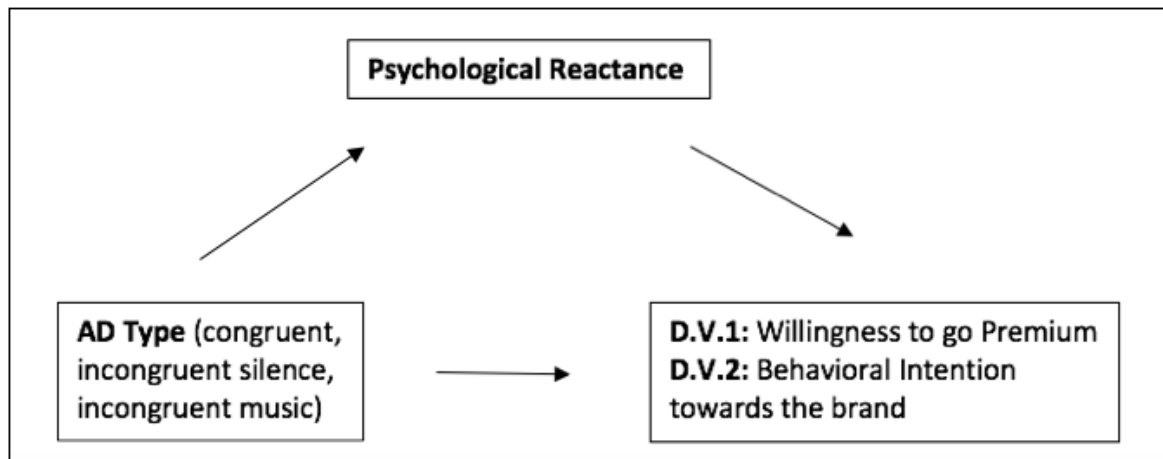 Psychological Reactance
AD Type (congruent,
incongruent silence,
incongruent music)
D.V.1: Willingness to go Premium
D.V.2: Behavioral Intention
towards the brand